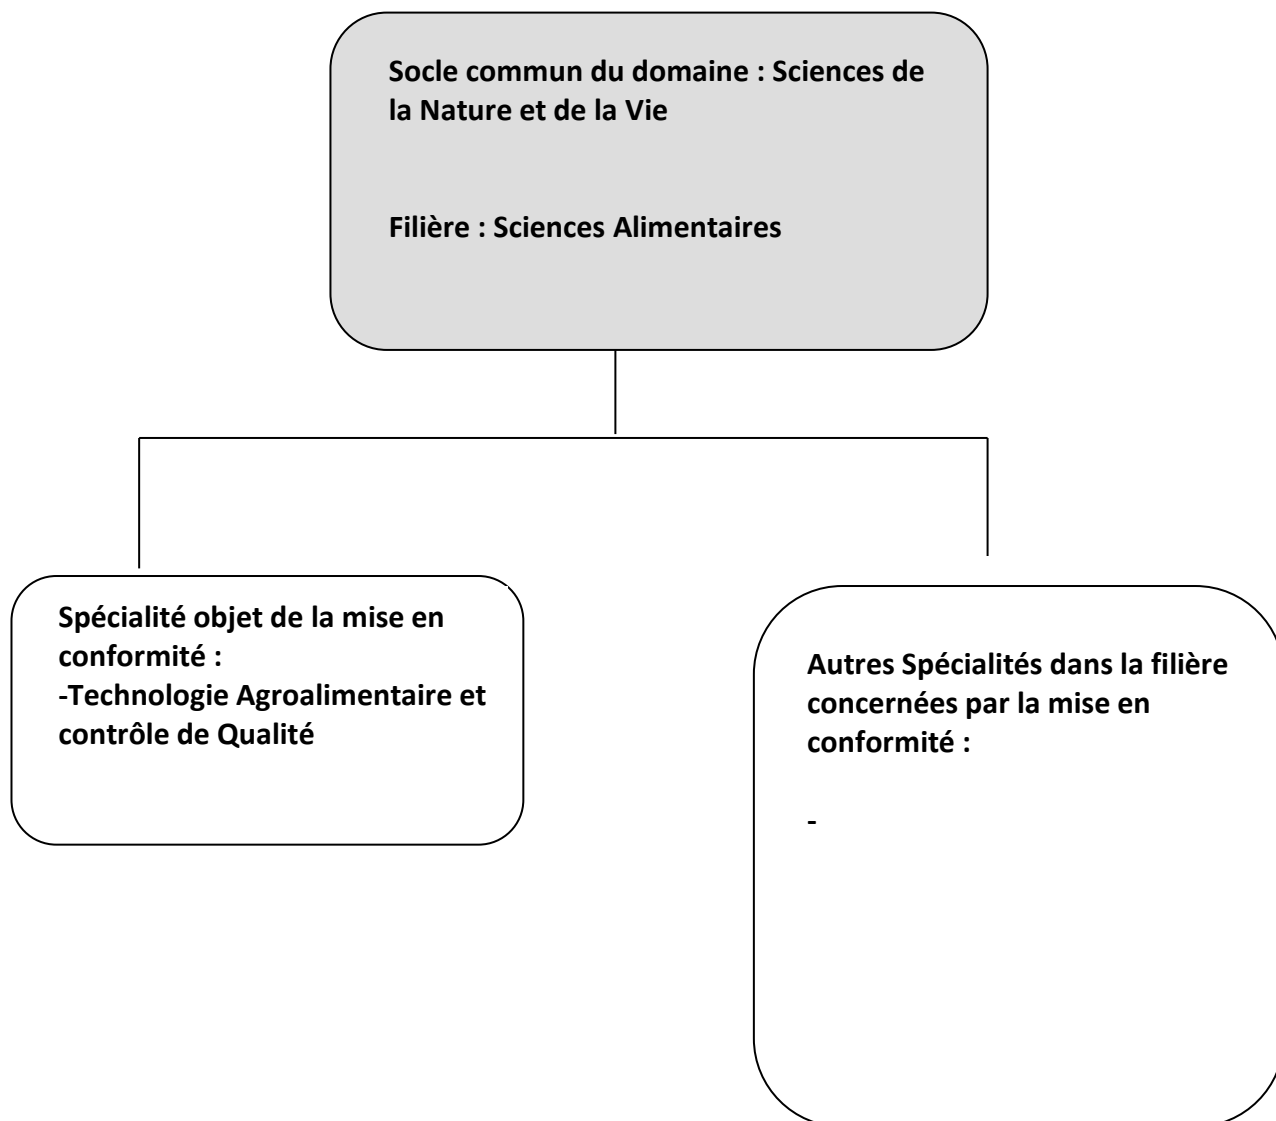 Socle commun du domaine : Sciences de
la Nature et de la Vie
Filière : Sciences Alimentaires
Spécialité objet de la mise en
conformité :
-Technologie Agroalimentaire et
contrôle de Qualité
Autres Spécialités dans la filière
concernées par la mise en
conformité :
-